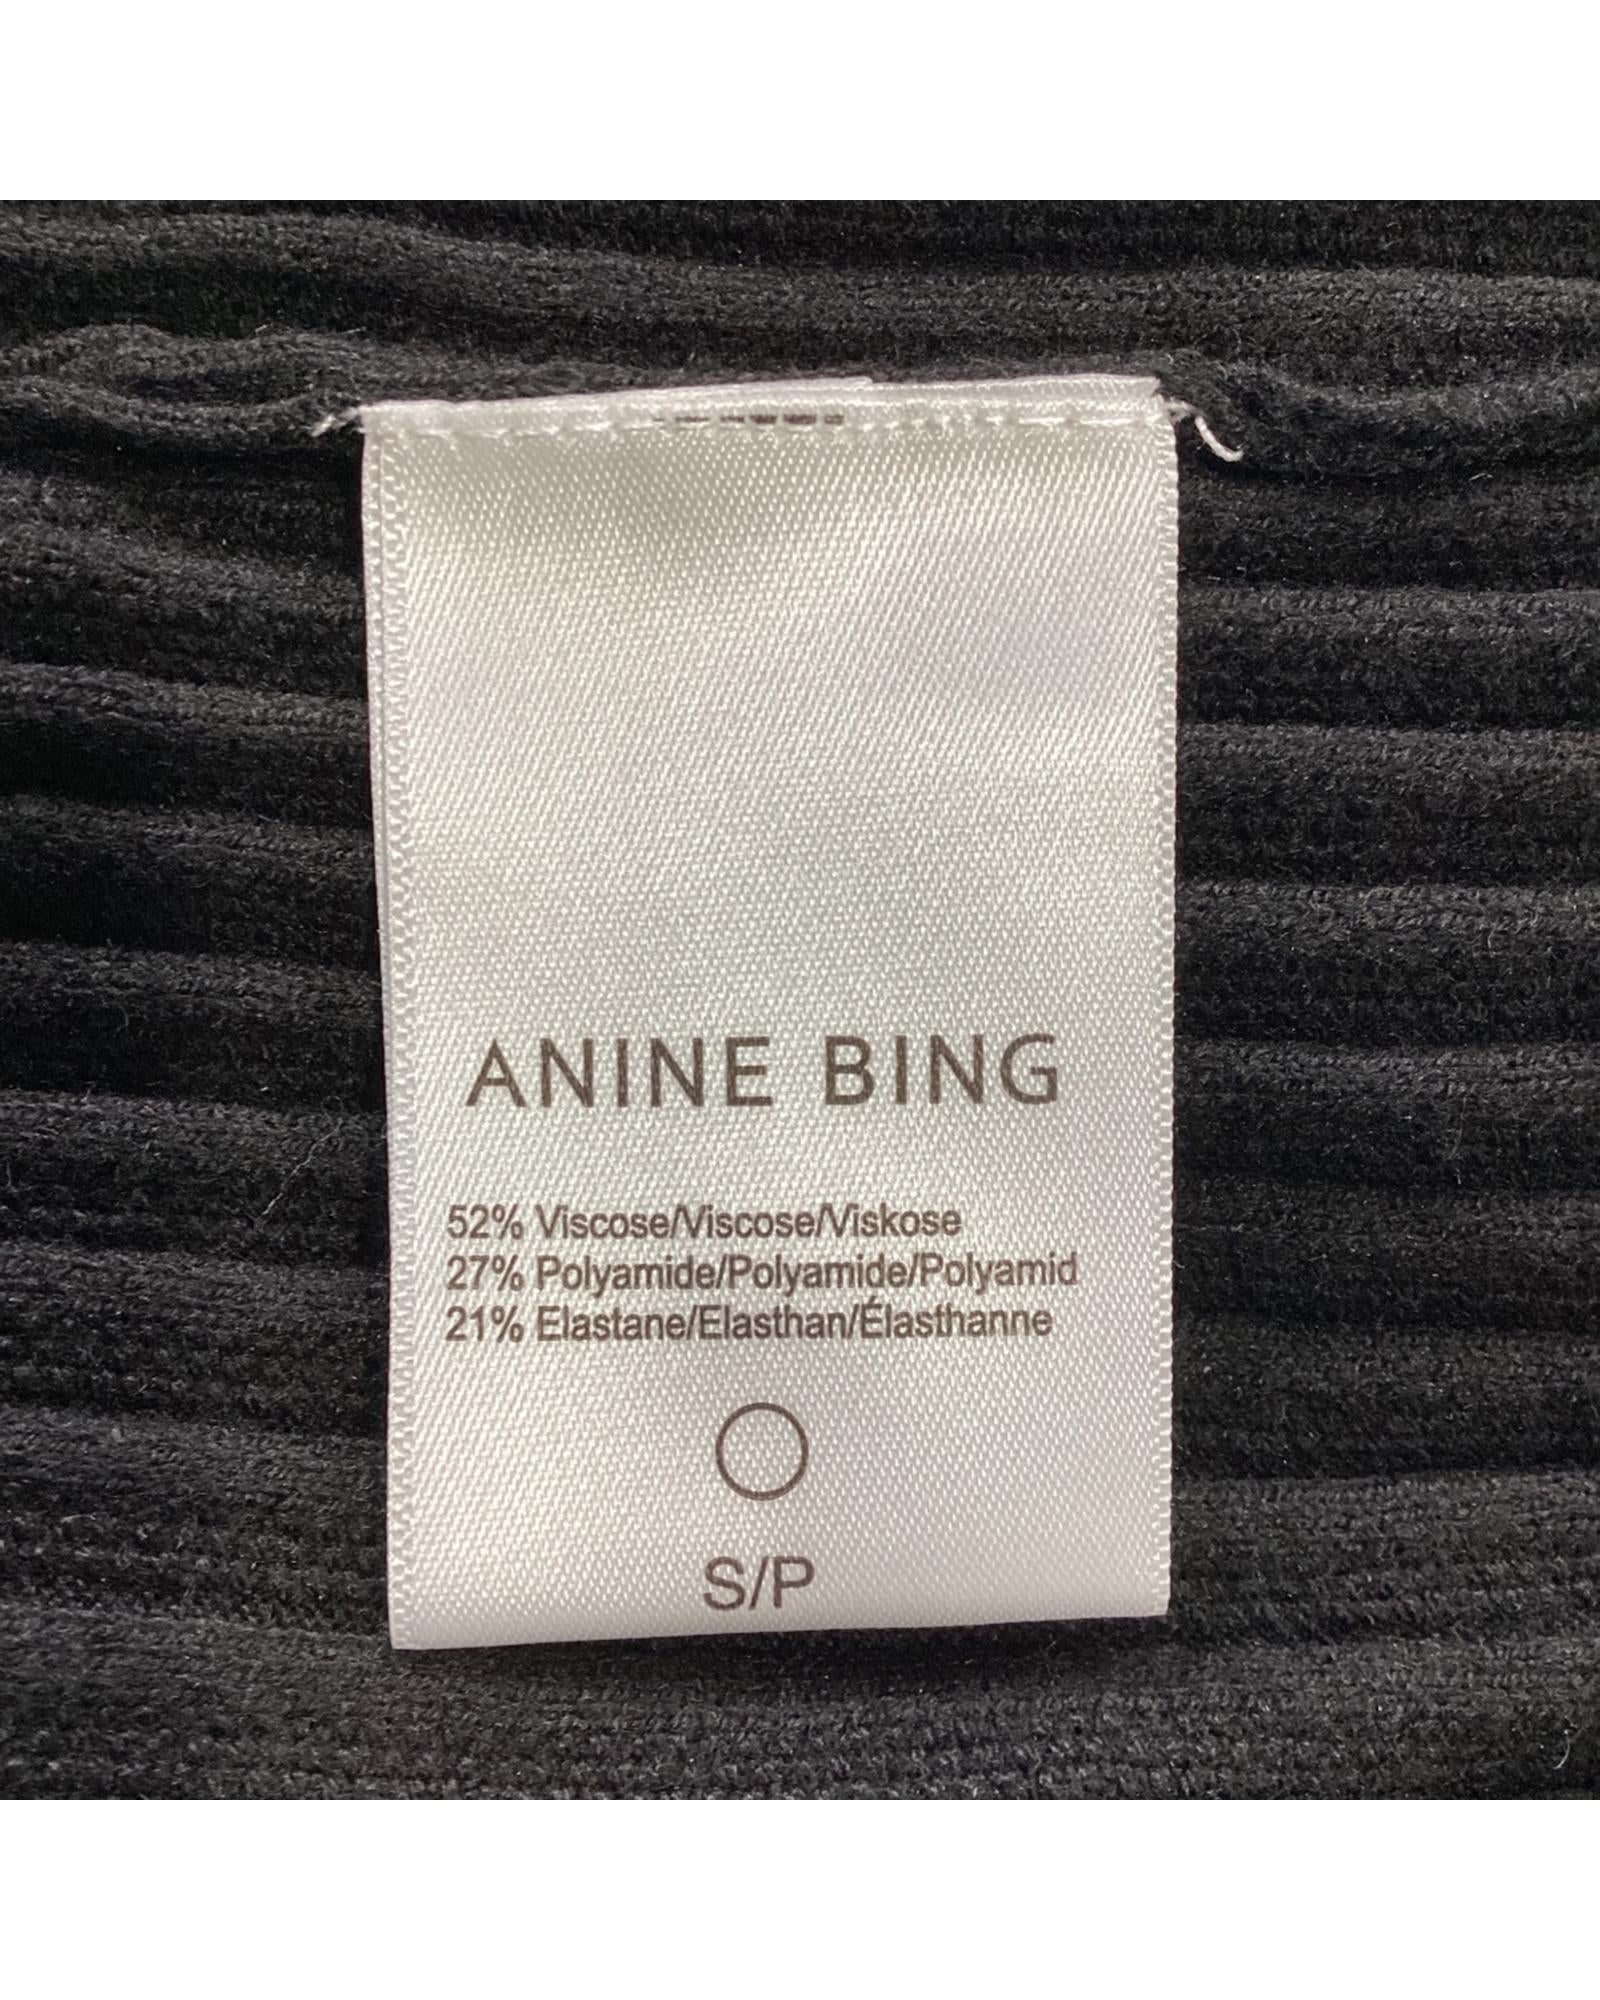 ANINE BING
52% Viscose/Viscose/Viskose
27% Polyamide/Polyamide/Polyamid
21% Elastane/Elasthan/Élasthanne
S/P